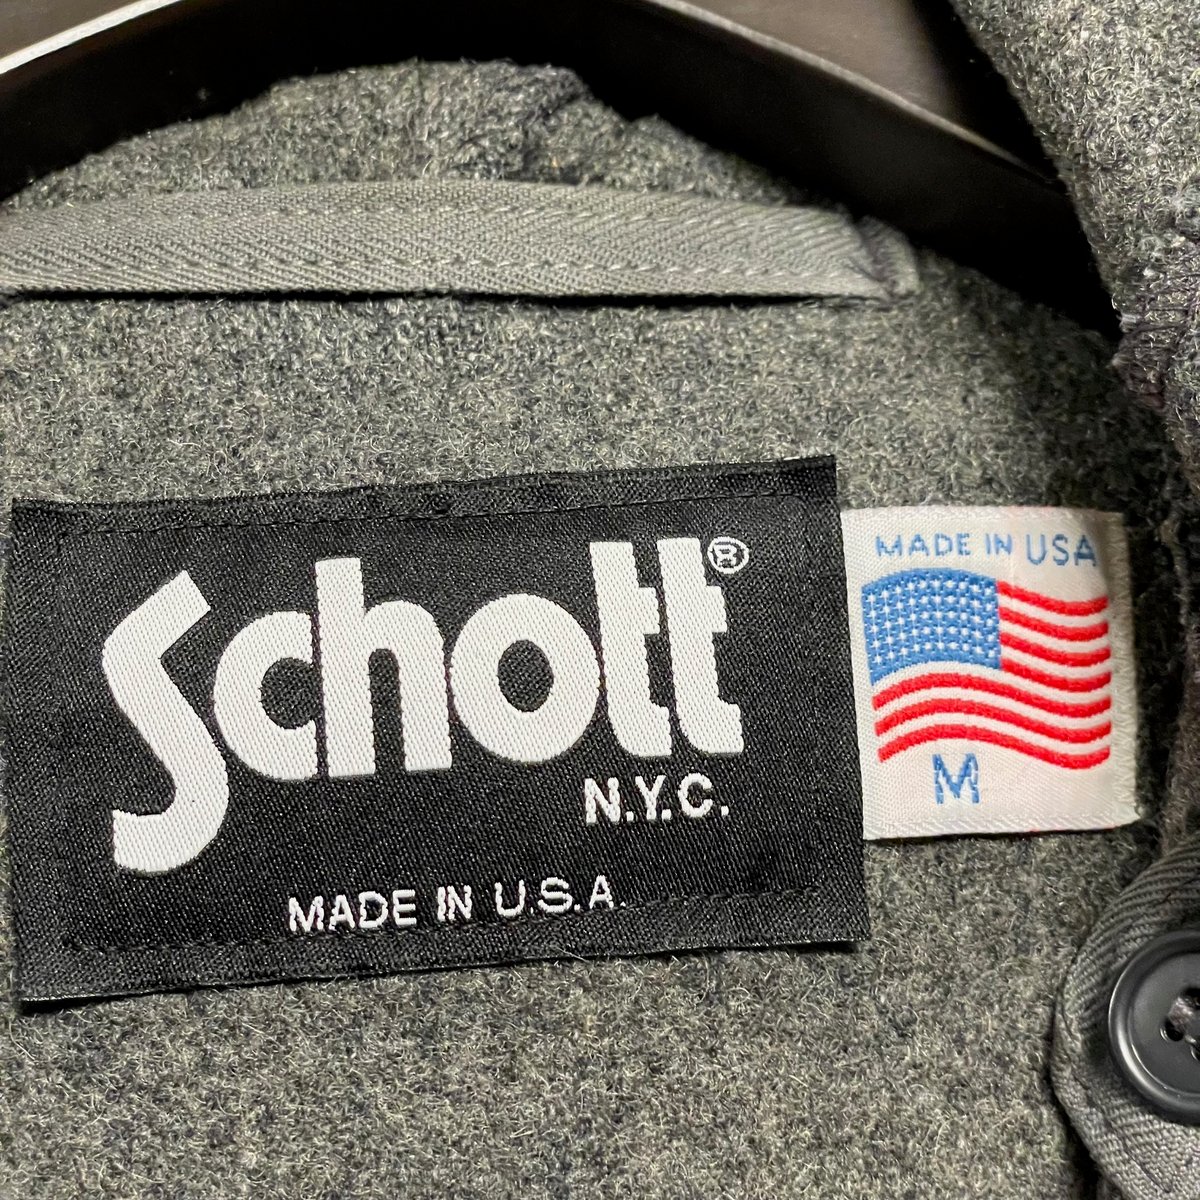 Schott®
N.Y.C.
MADE IN U.S.A.
MADE IN USA
M